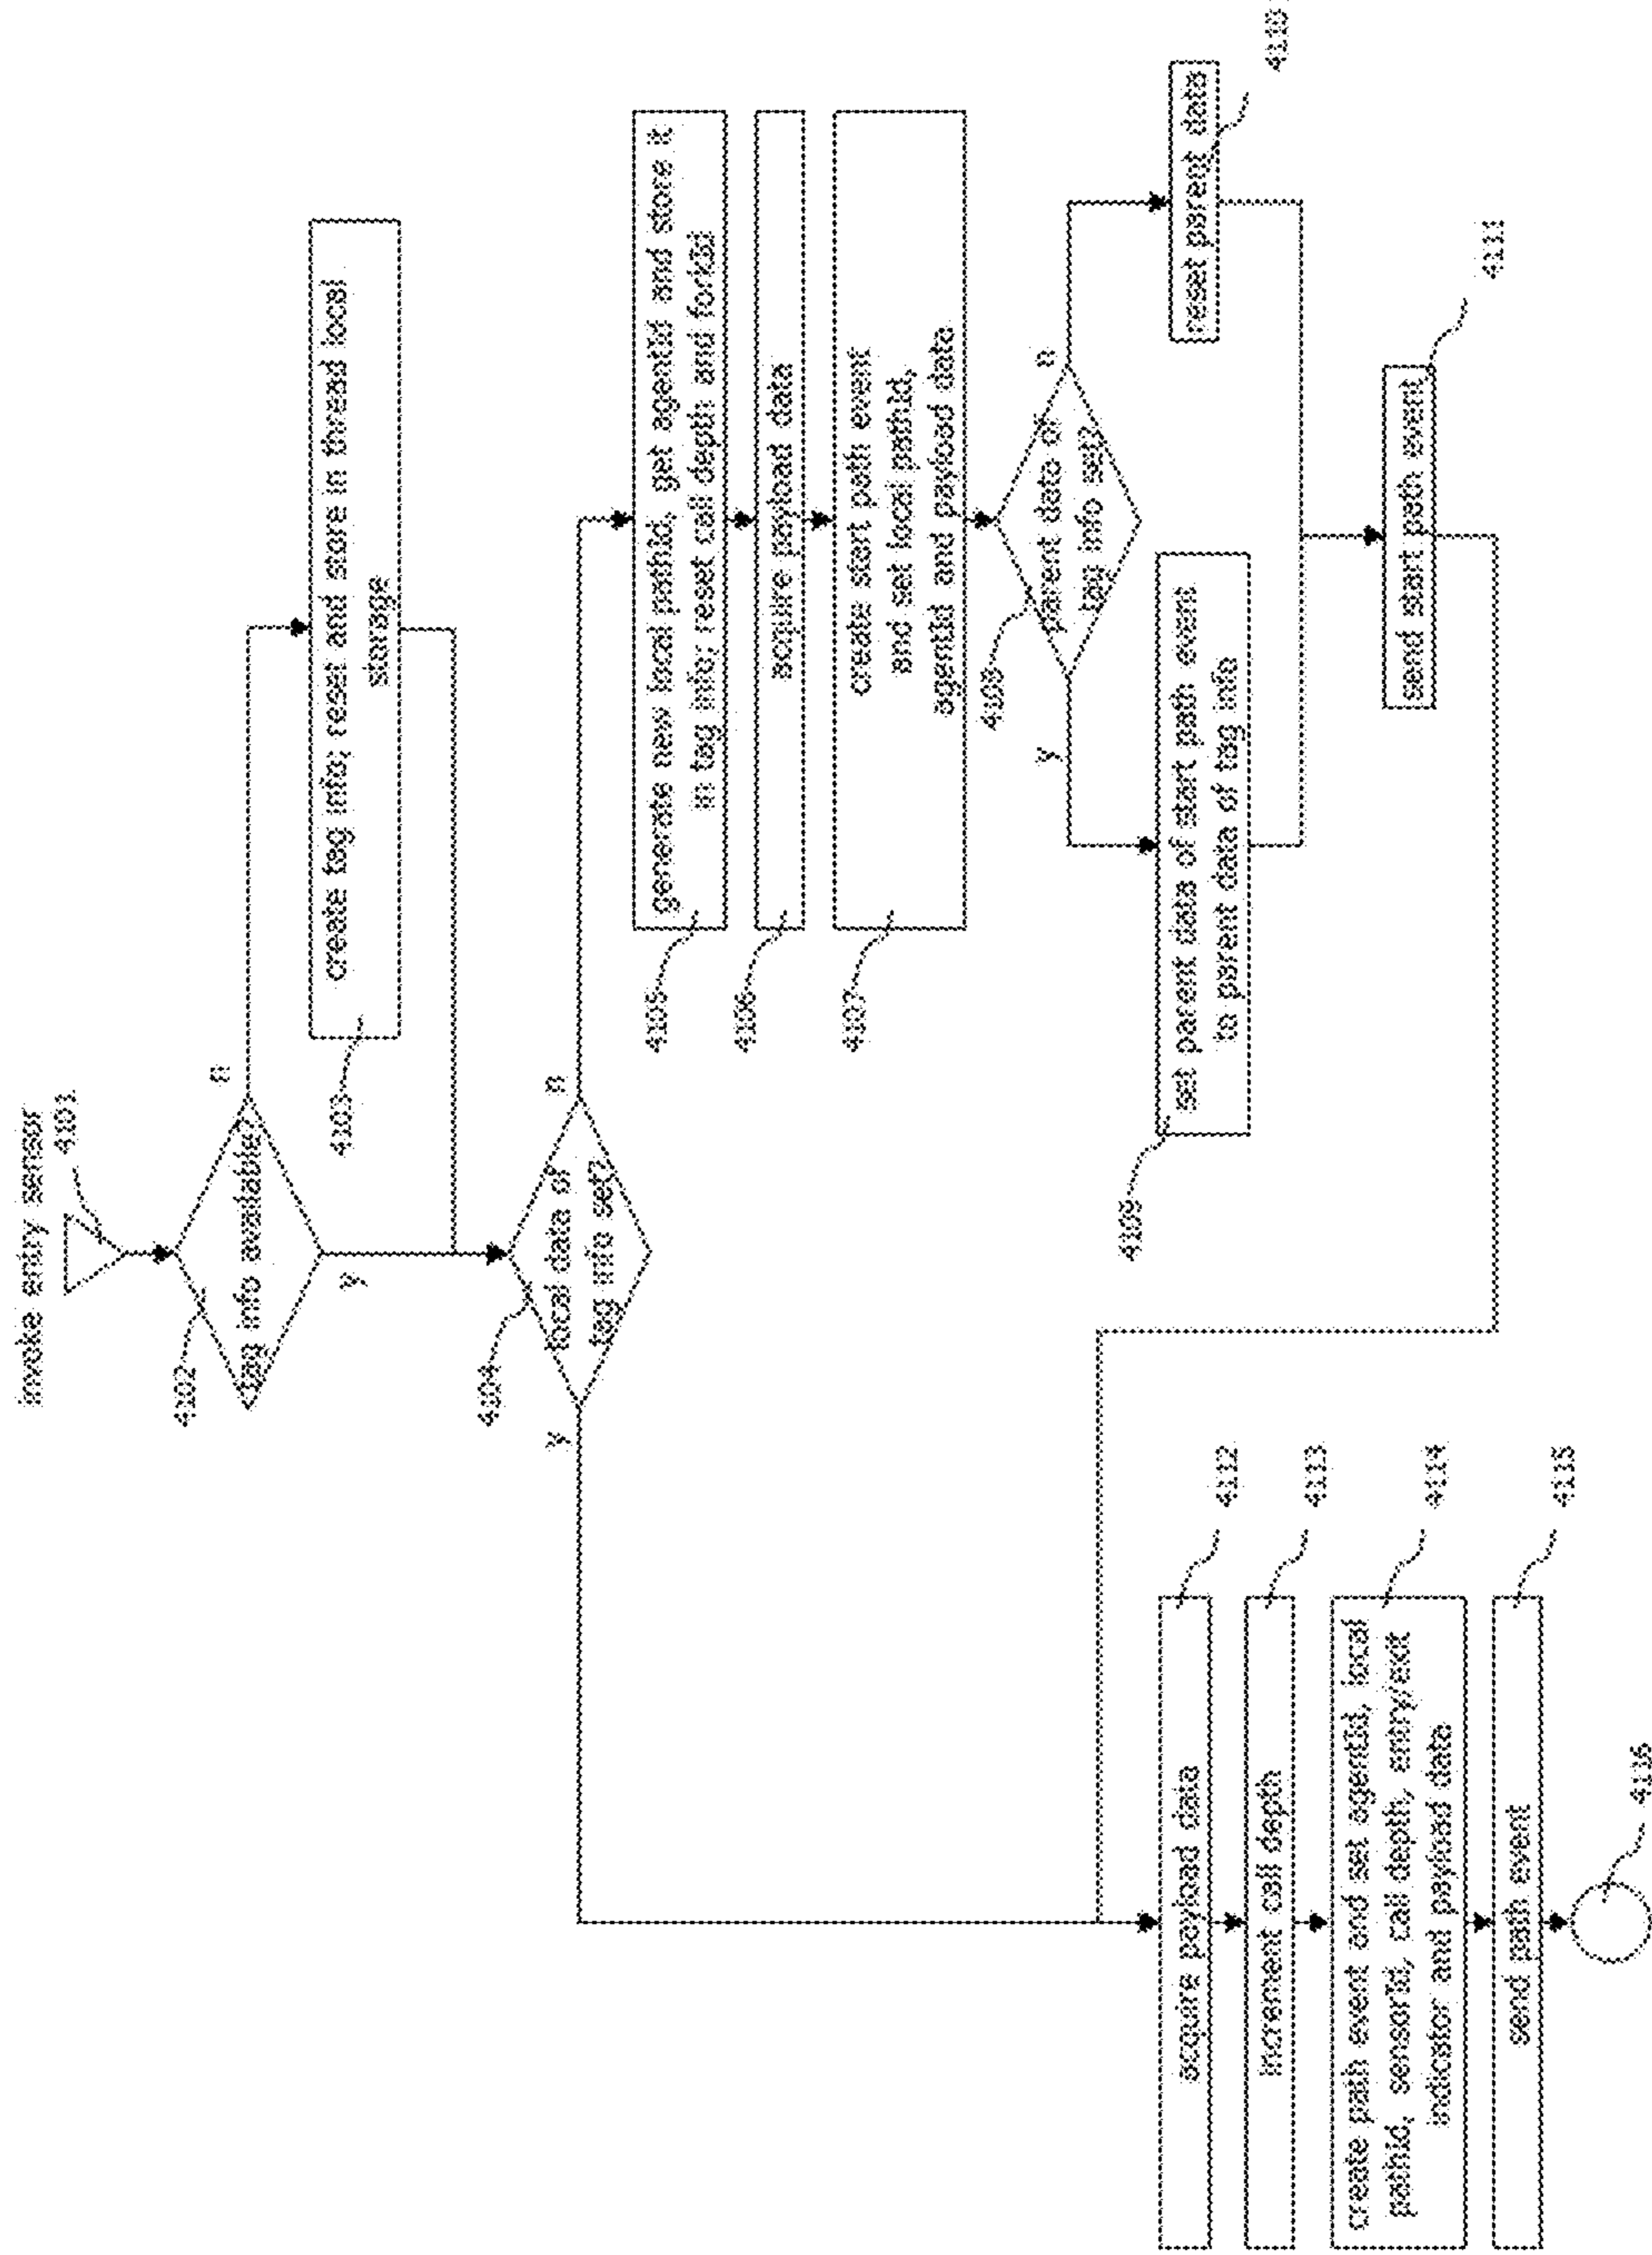 invoke entry sensor
4101
4102
tag info available?
n
y
4103
create tag info; reset and store in thread local
storage
4104
local data of
tag info set?
y
n
4105
generate new local pathid, get agentid and store it
in tag info; reset call depth and forkid
4106
acquire payload data
4107
create start path event
and set local pathid,
agentid and payload data
4108
parent data of
tag info set?
y
n
4109
set parent data of start path event
to parent data of tag info
reset parent data
4110
send start path event
4111
acquire payload data
4112
increment call depth
4113
create path event and set agentid, local
pathid, sensorid, call depth, entry/exit
indicator and payload data
4114
send path event
4115
4116